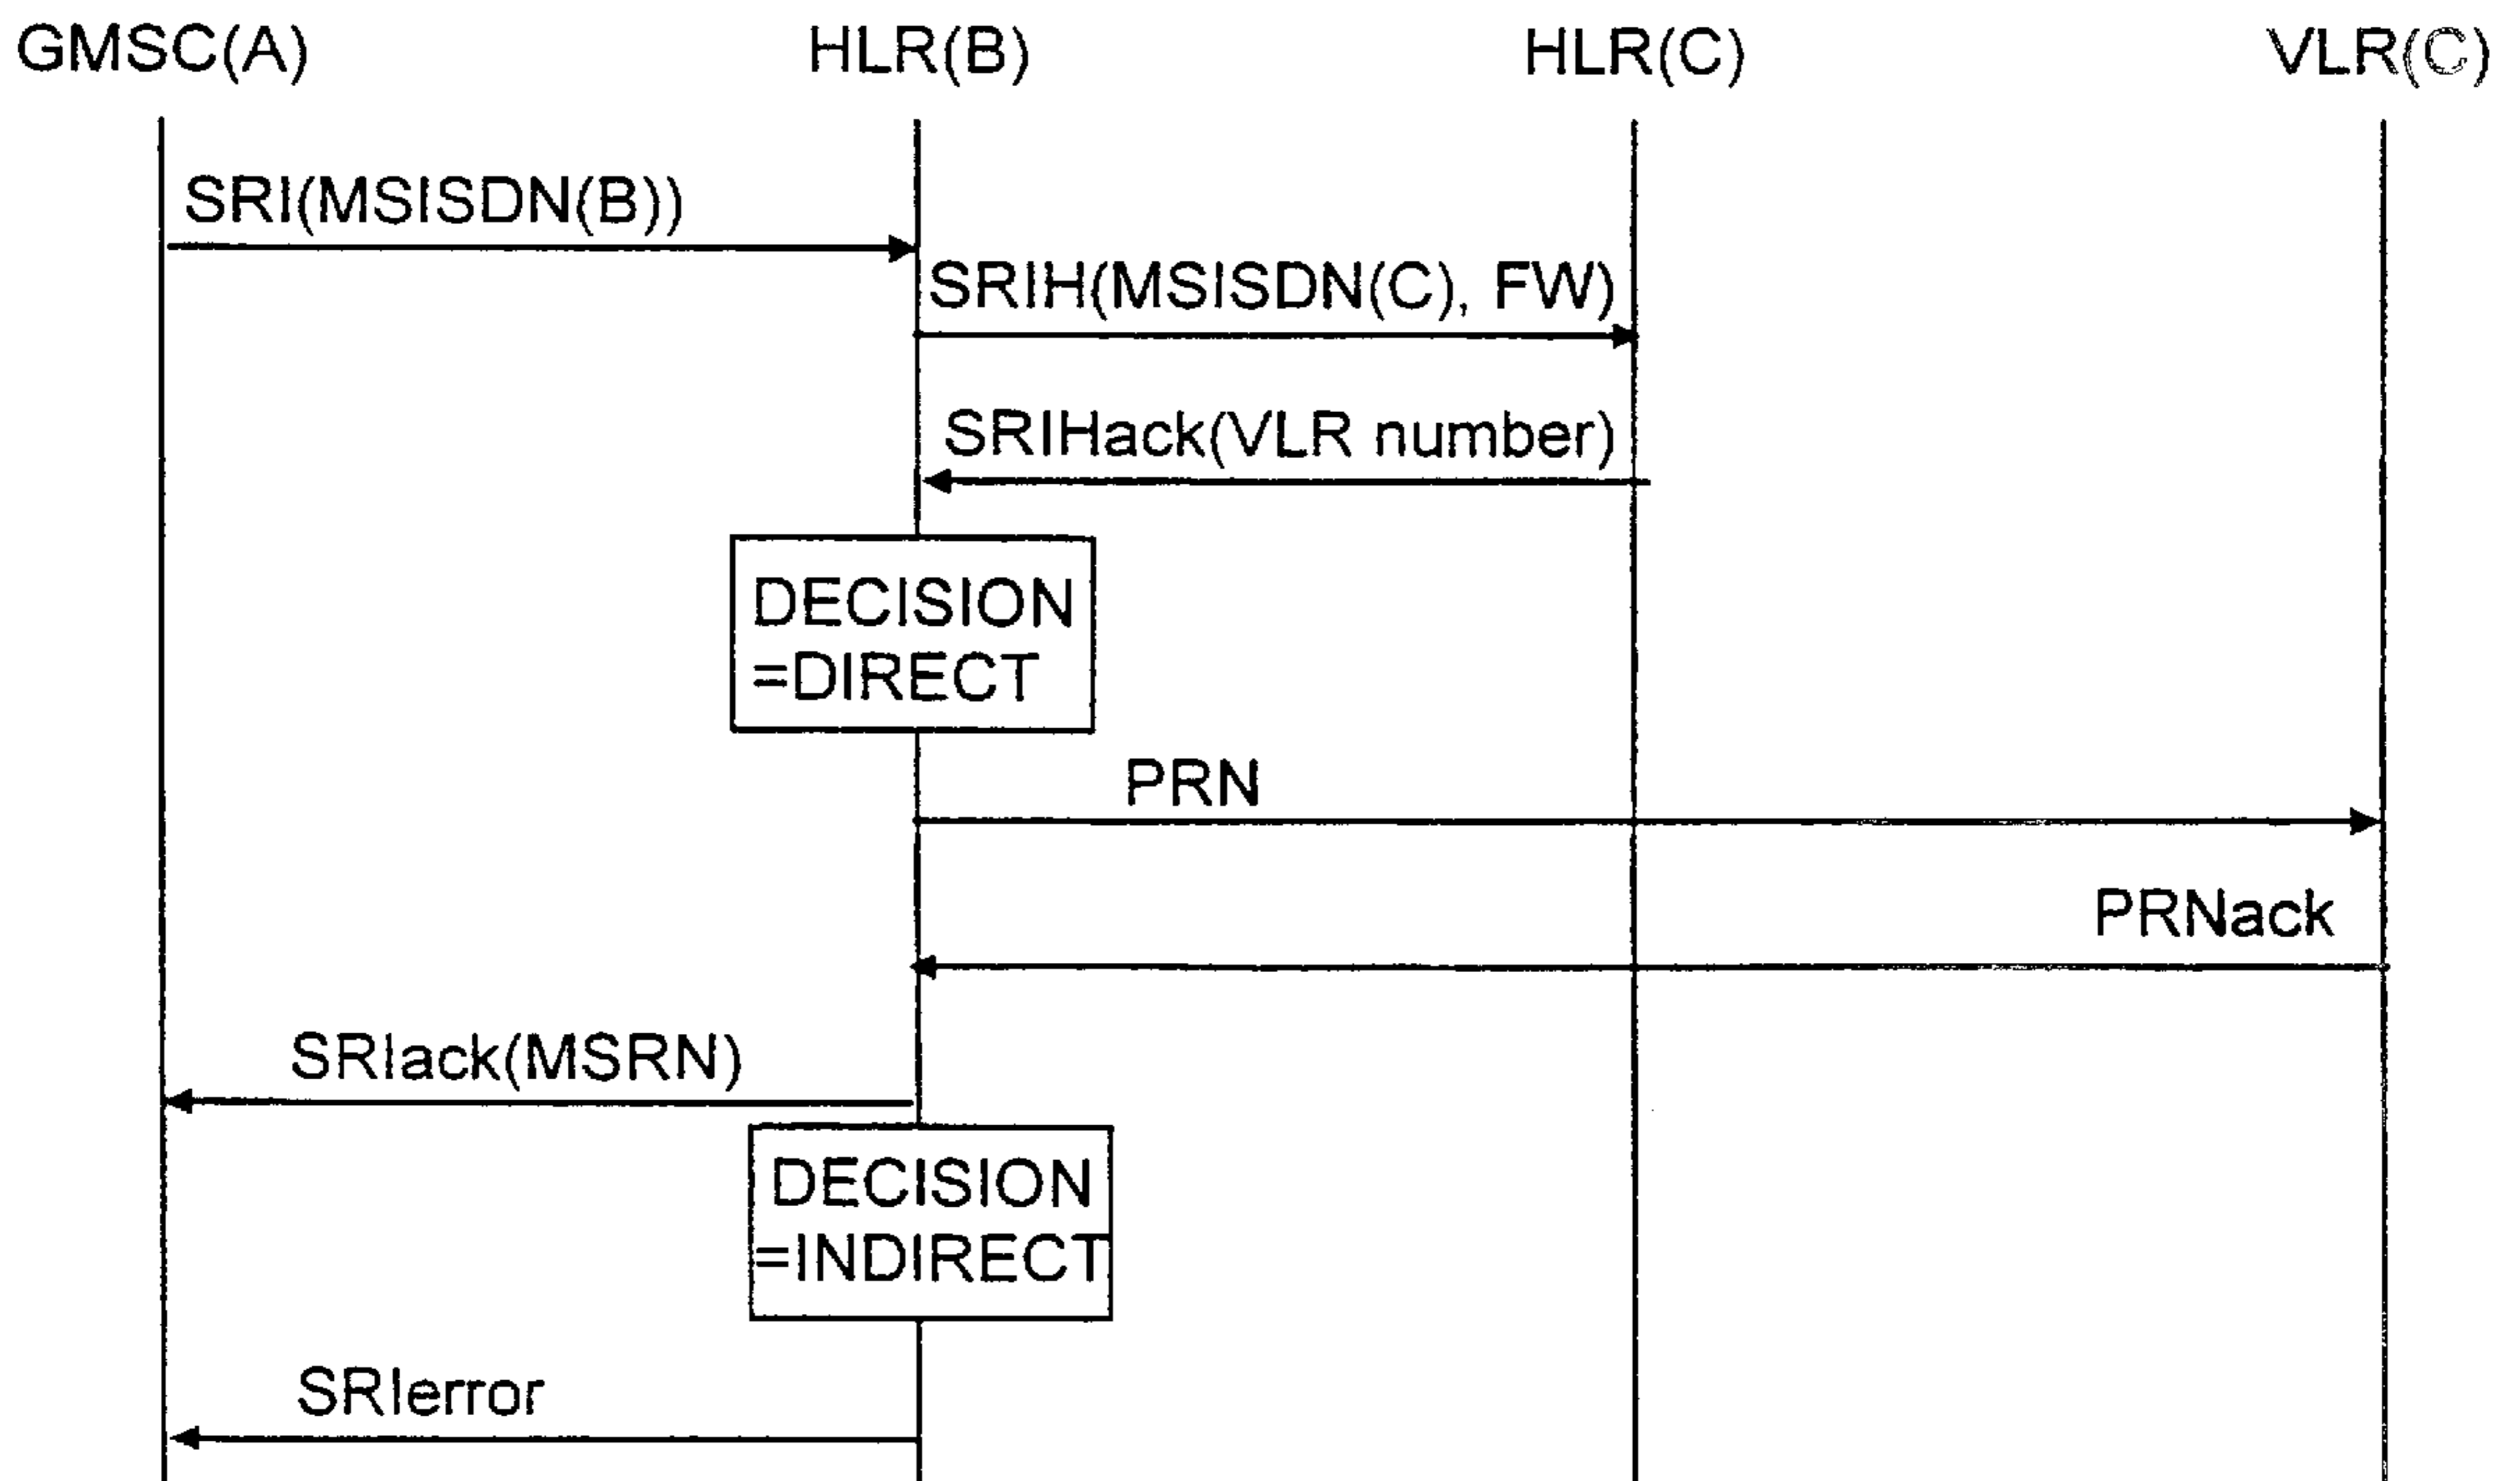 GMSC(A) HLR(B) HLR(C) VLR(C)
SRI(MSISDN(B))
SRIH(MSISDN(C), FW)
SRIHack(VLR number)
DECISION
=DIRECT
PRN
PRNack
SRIack(MSRN)
DECISION
=INDIRECT
SRIerror